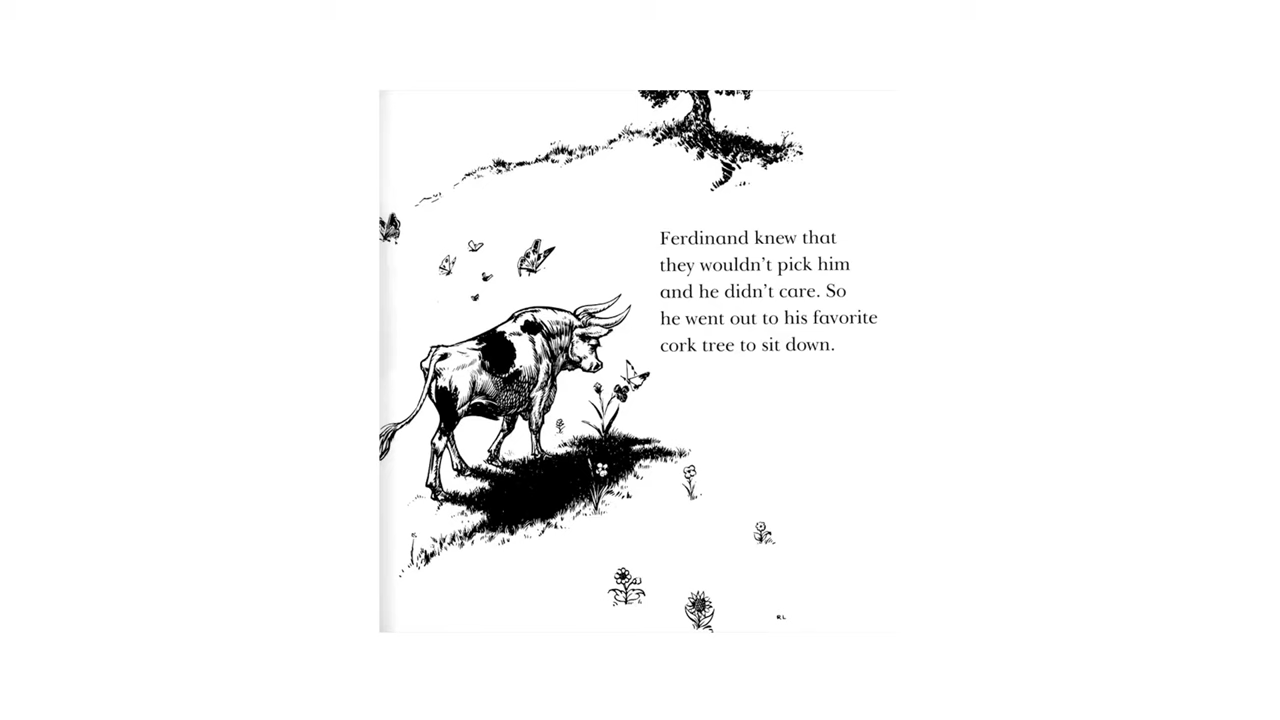 Ferdinand knew that
they wouldn't pick him
and he didn't care. So
he went out to his favorite
cork tree to sit down.
RL